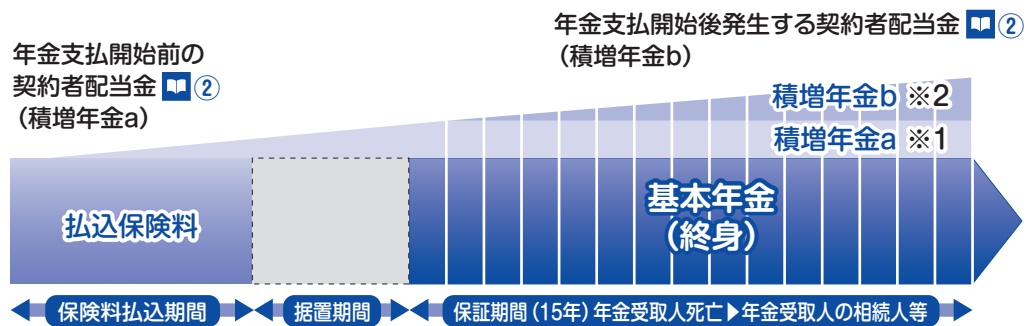 年金支払開始前の
契約者配当金 ②
（積増年金a）
年金支払開始後発生する契約者配当金 ②
（積増年金b）
積増年金b ※2
積増年金a ※1
払込保険料
基本年金
（終身）
保険料払込期間
据置期間
保証期間（15年）年金受取人死亡▶年金受取人の相続人等